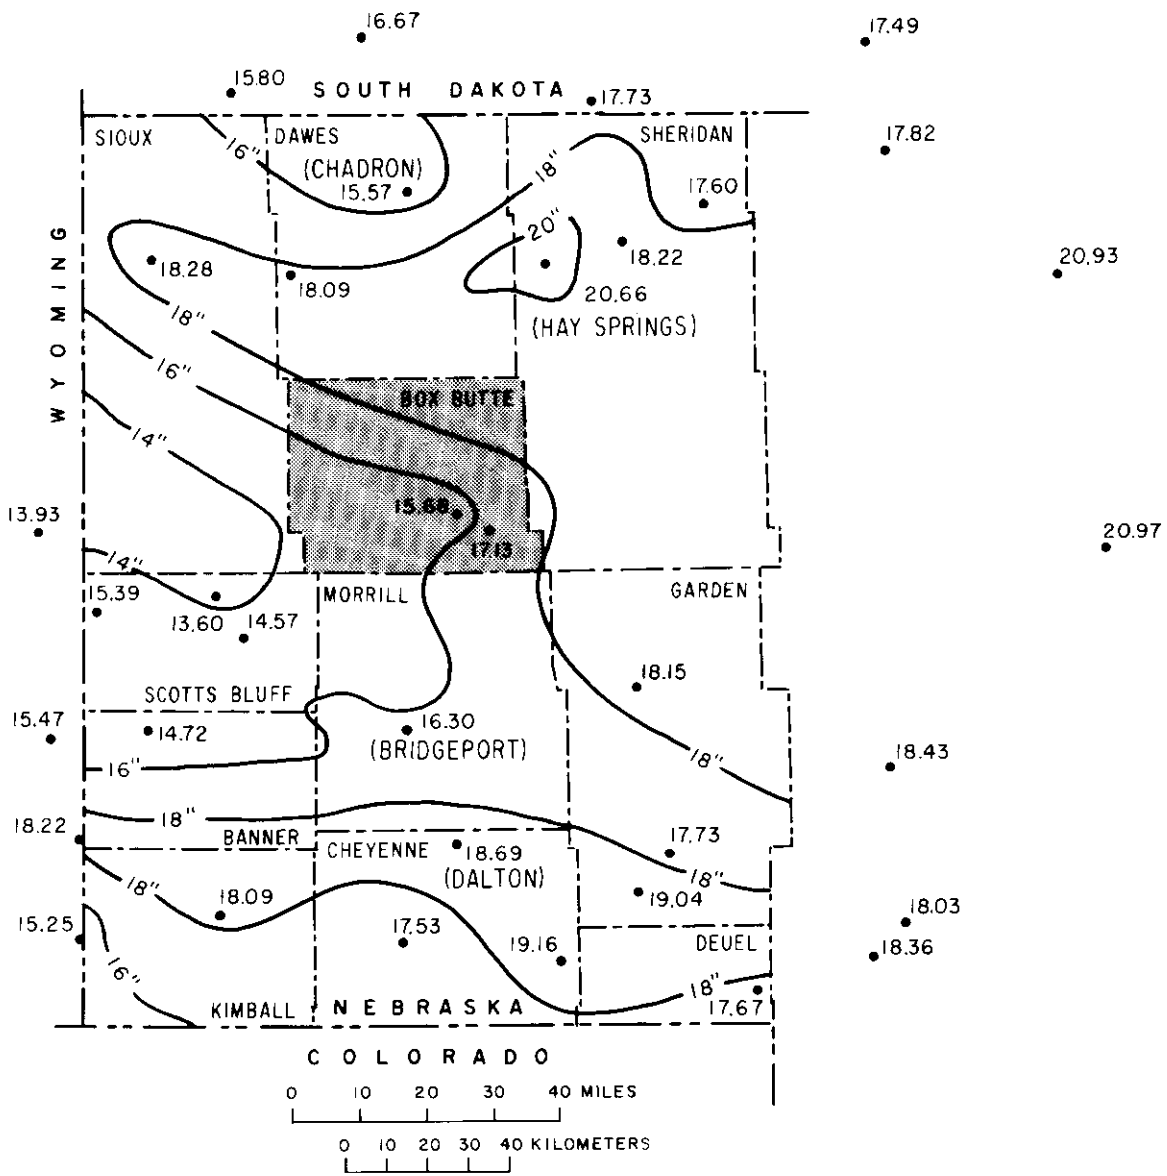 16.67
17.49
15.80
SOUTH DAKOTA
17.73
SIOUX
DAWES
SHERIDAN
17.82
16"
(CHADRON)
18"
15.57
17.60
WYOMING
20"
18.28
18.09
18.22
20.93
20.66
(HAY SPRINGS)
18"
16"
BOX BUTTE
14"
15.68
13.93
17.13
20.97
14"
15.39
MORRILL
GARDEN
13.60
14.57
18.15
SCOTTS BLUFF
15.47
14.72
16.30
(BRIDGEPORT)
18"
18.43
16"
18"
18.22
BANNER
CHEYENNE
17.73
18.69
(DALTON)
18"
18"
18.09
19.04
18.03
15.25
17.53
19.16
DEUEL
18.36
16"
18"
17.67
KIMBALL
NEBRASKA
COLORADO
0 10 20 30 40 MILES
0 10 20 30 40 KILOMETERS